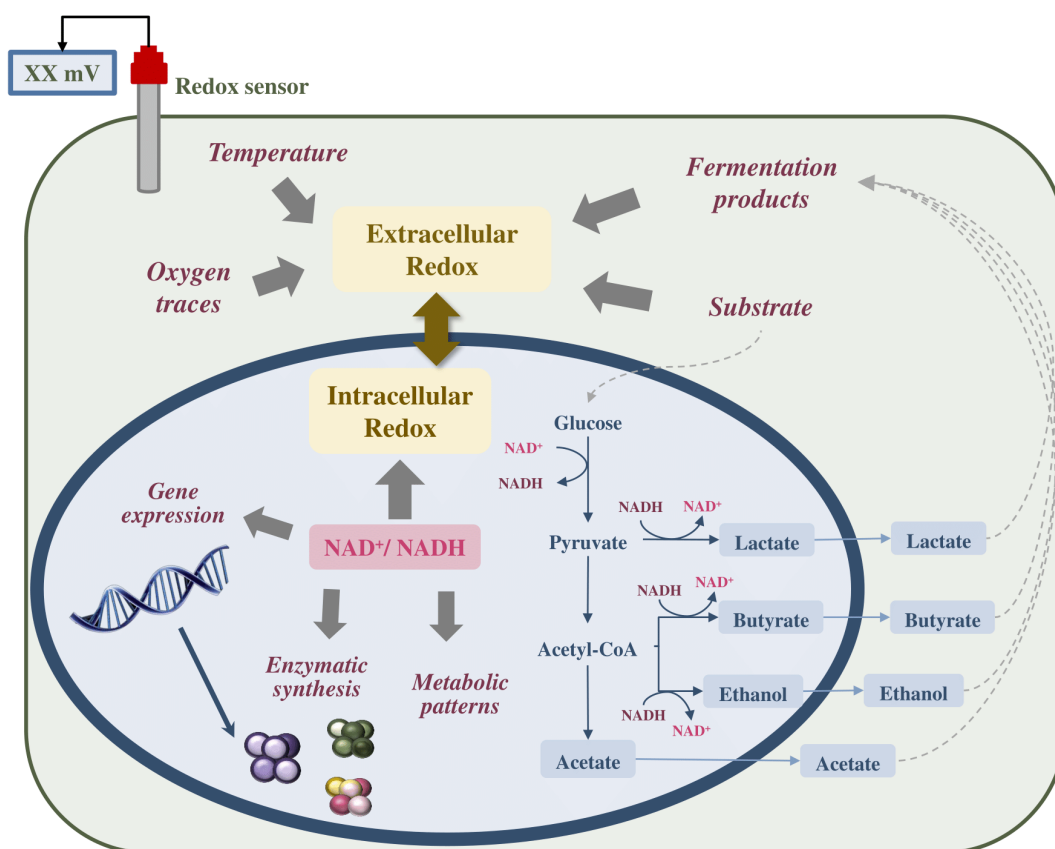 XX mV
Redox sensor
Temperature
Fermentation
products
Extracellular
Redox
Oxygen
traces
Substrate
Intracellular
Redox
Glucose
NAD⁺
NADH
Gene
expression
NADH
NAD⁺
NAD⁺/ NADH
Pyruvate
Lactate
Lactate
NADH
NAD⁺
Butyrate
Butyrate
Acetyl-CoA
Enzymatic
synthesis
Metabolic
patterns
Ethanol
Ethanol
NADH
NAD⁺
Acetate
Acetate